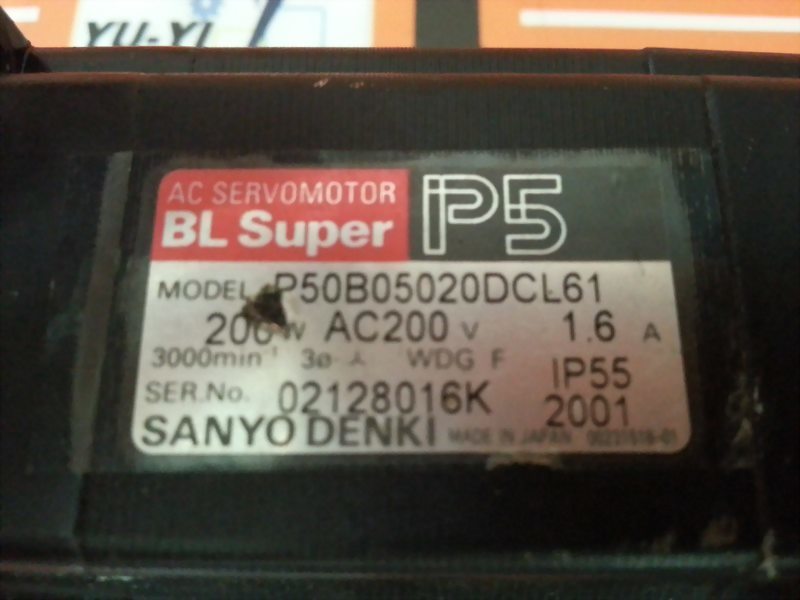 YU-YI
AC SERVOMOTOR
BL Super P5
MODEL P50B05020DCL61
200 W AC200 V 1.6 A
3000min⁻¹ 3ø WDG F IP55
SER.No. 02128016K 2001
SANYO DENKI MADE IN JAPAN